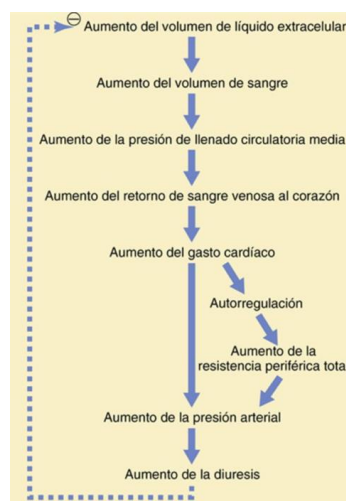 Aumento del volumen de líquido extracelular
Aumento del volumen de sangre
Aumento de la presión de llenado circulatoria media
Aumento del retorno de sangre venosa al corazón
Aumento del gasto cardíaco
Autorregulación
Aumento de la
resistencia periférica total
Aumento de la presión arterial
Aumento de la diuresis